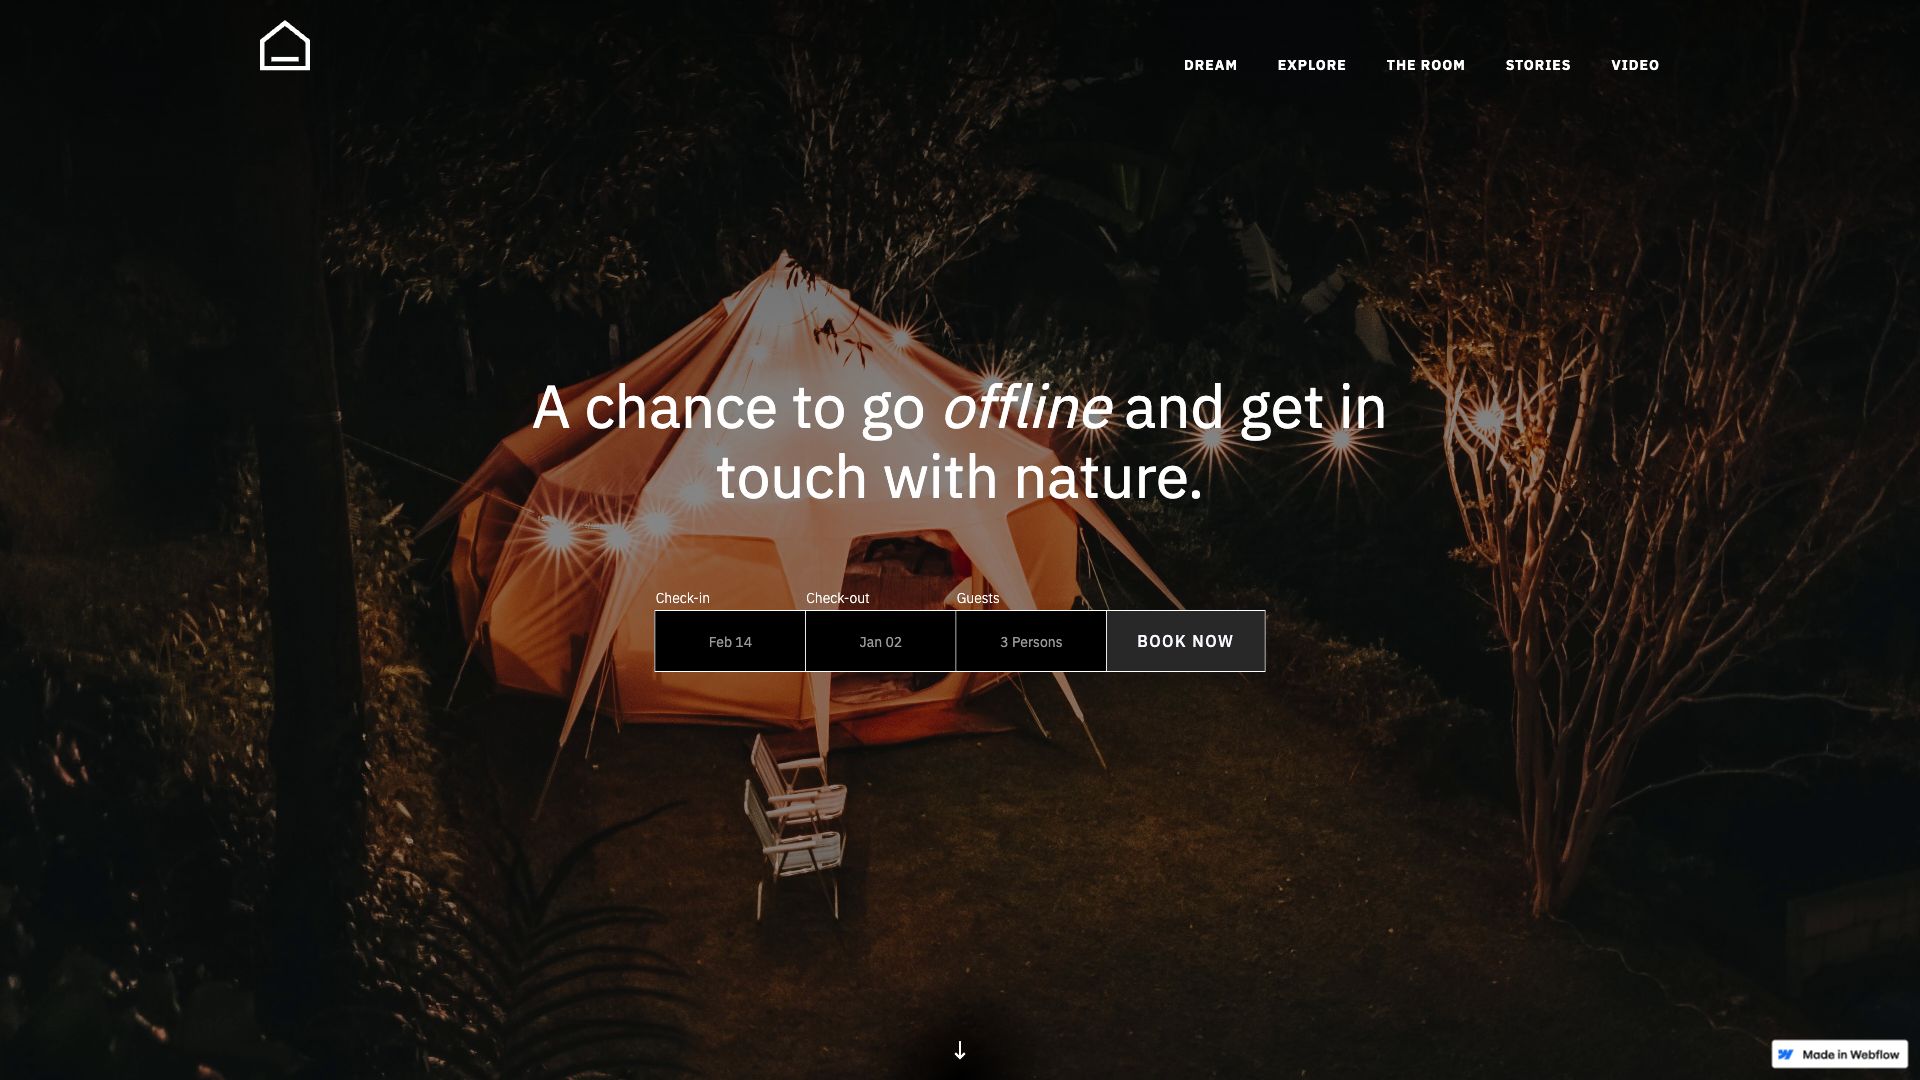 DREAM EXPLORE THE ROOM STORIES VIDEO
A chance to go offline and get in
touch with nature.
Check-in Check-out Guests
Feb 14 Jan 02 3 Persons BOOK NOW
Made in Webflow